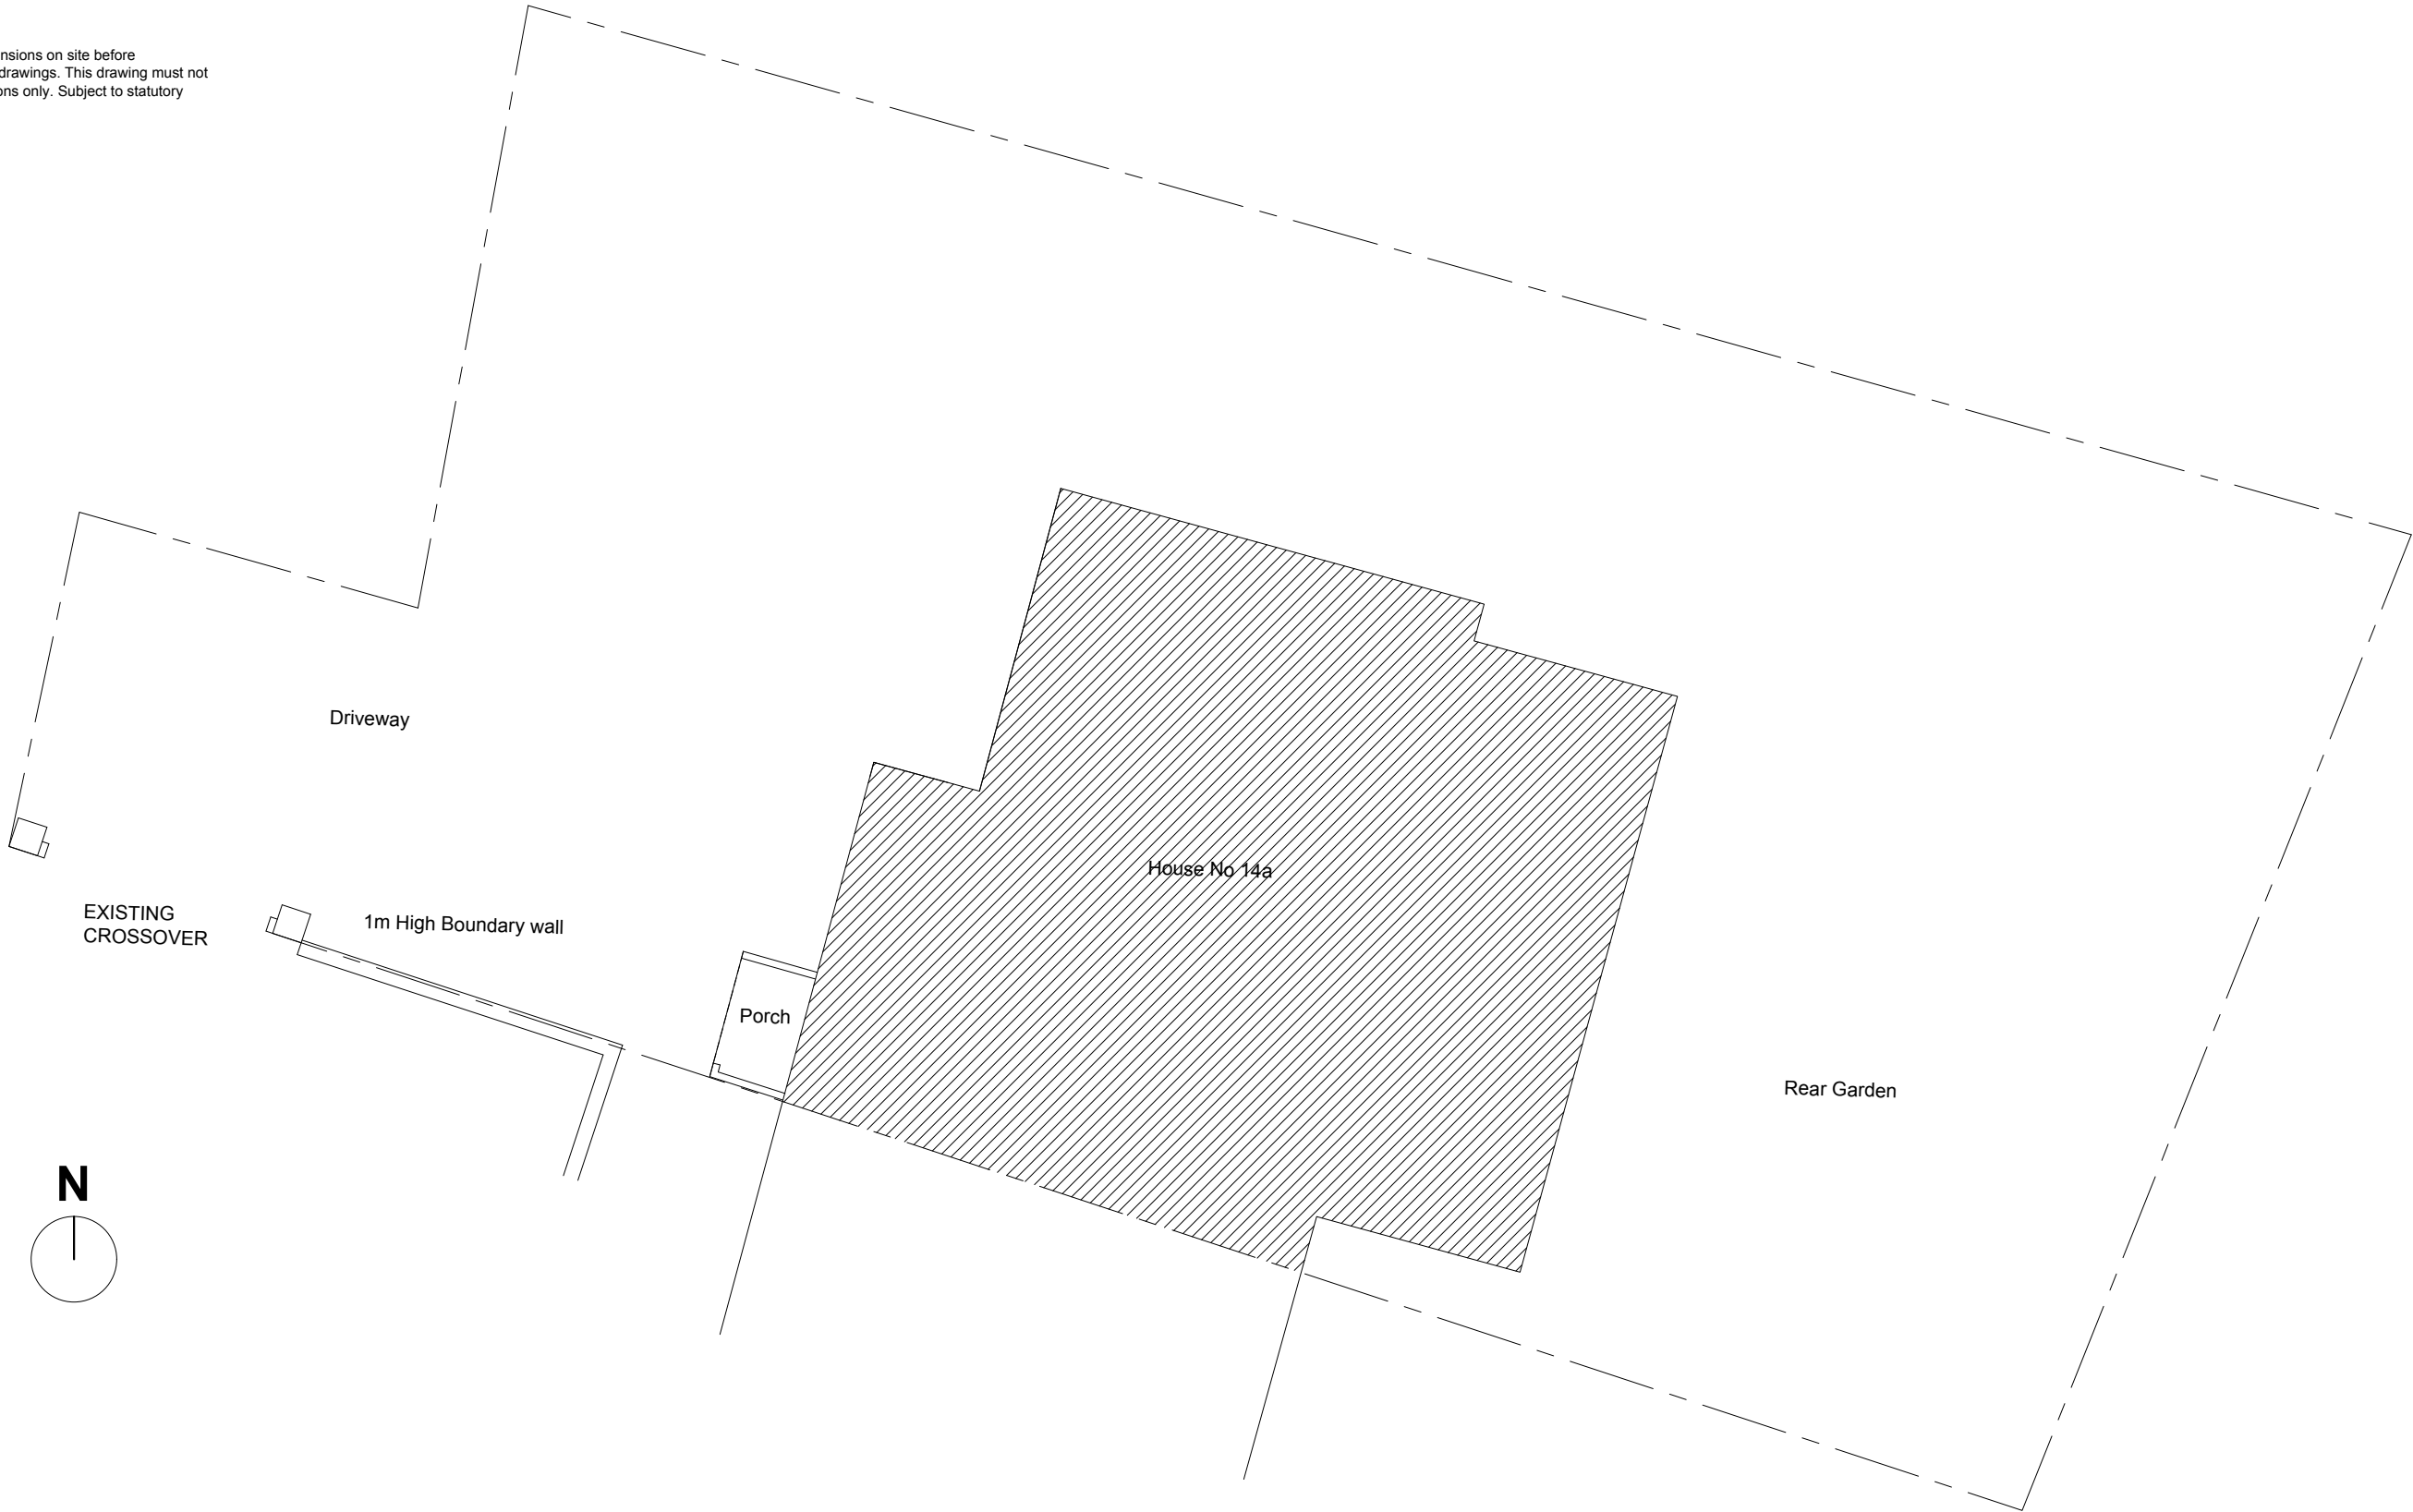 nsions on site before
drawings. This drawing must not
ons only. Subject to statutory
Driveway
House No 14a
EXISTING
CROSSOVER
1m High Boundary wall
Porch
Rear Garden
N